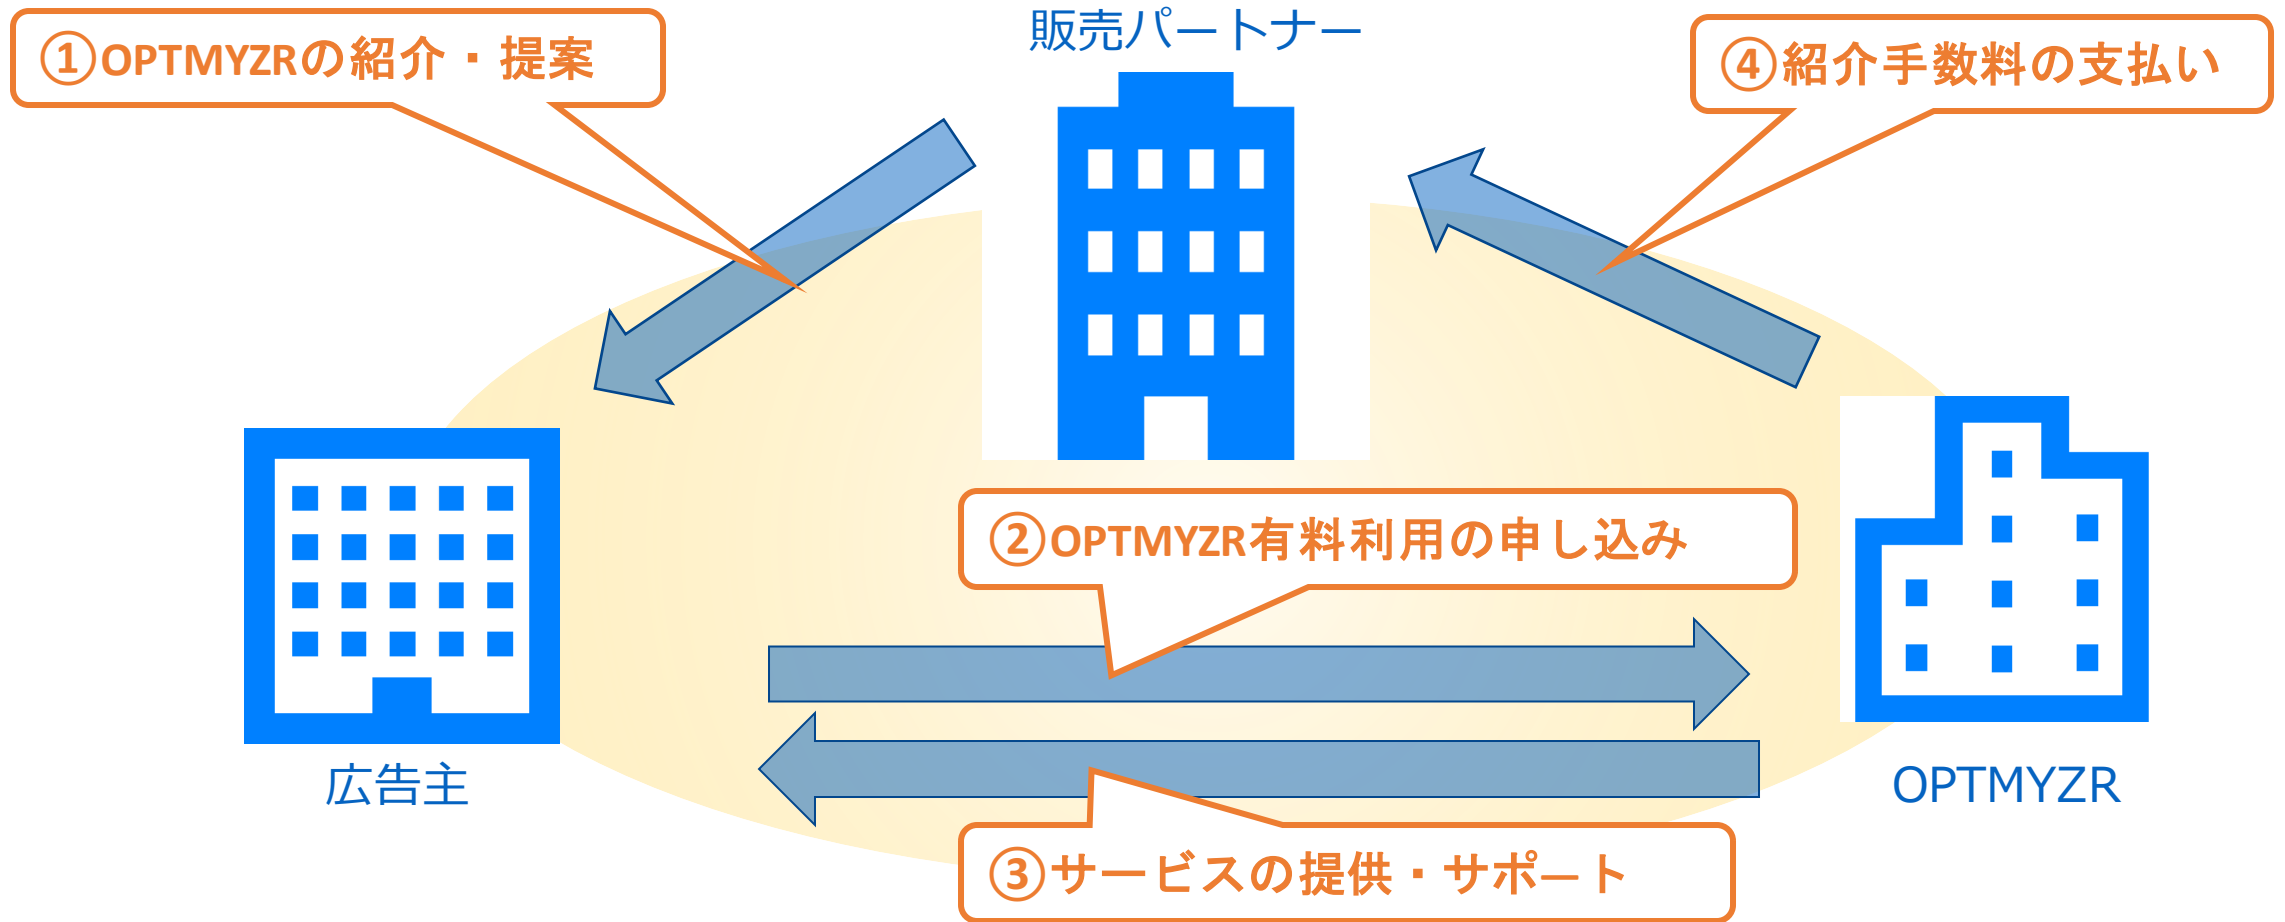 販売パートナー
①OPTMYZRの紹介・提案
④紹介手数料の支払い
②OPTMYZR有料利用の申し込み
広告主
OPTMYZR
③サービスの提供・サポート